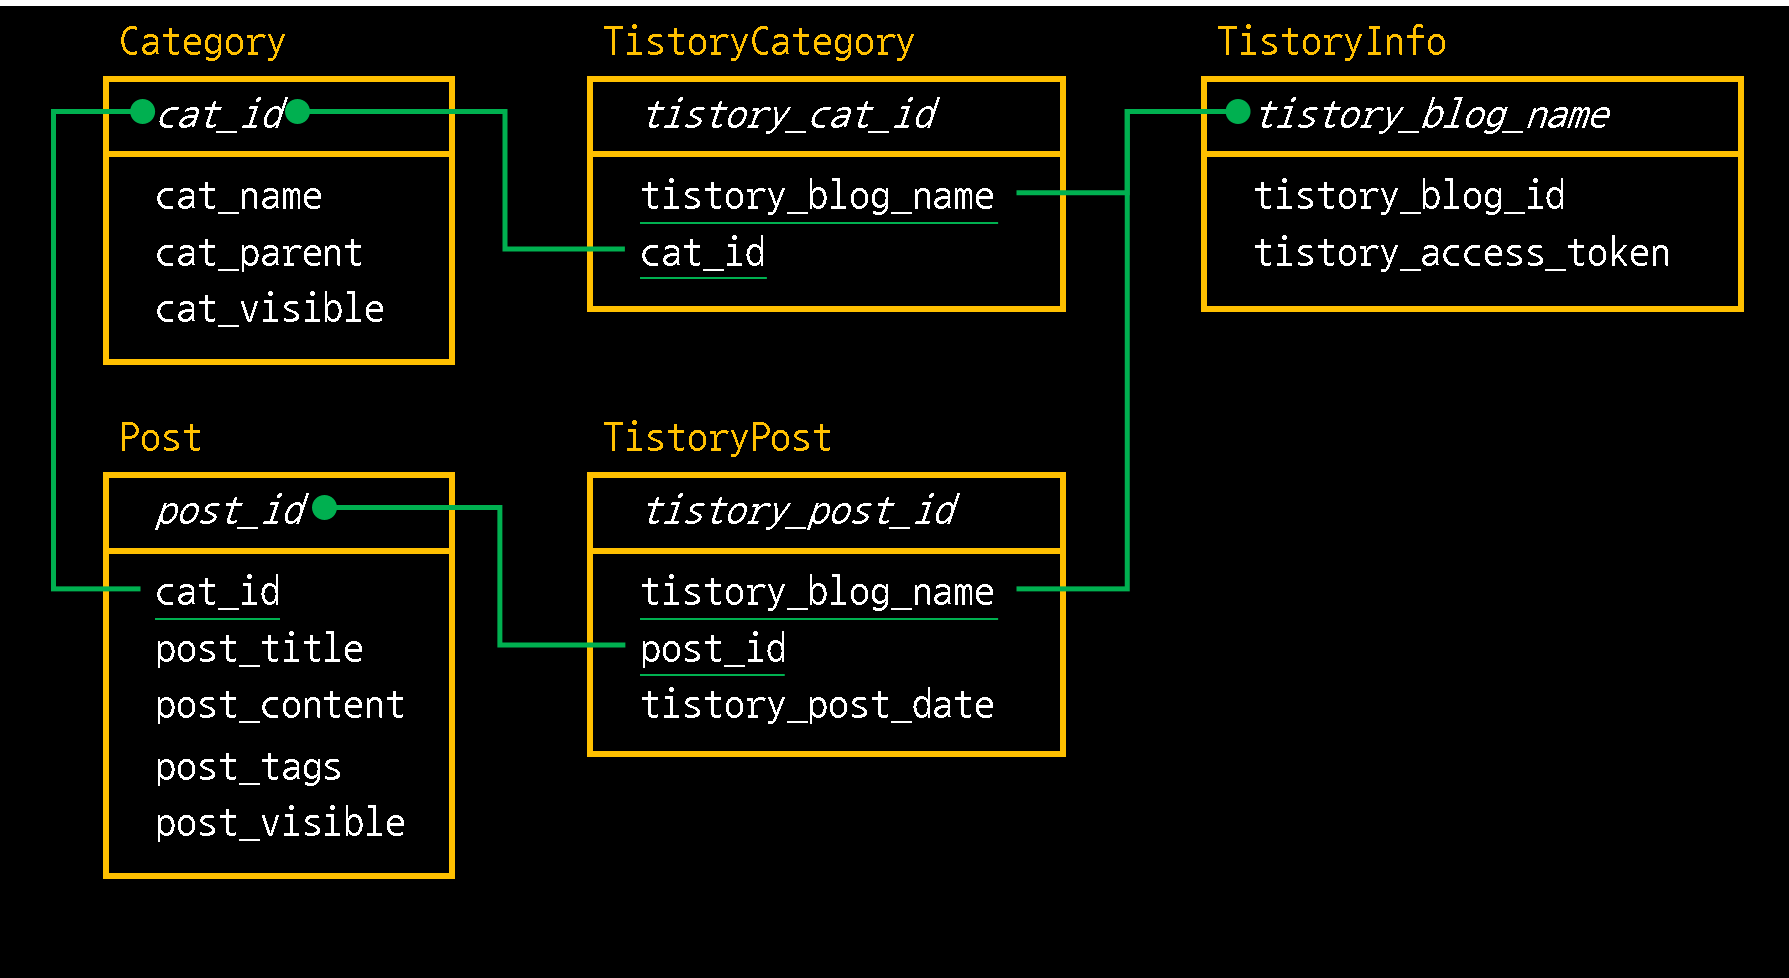 Category
cat_id
cat_name
cat_parent
cat_visible
TistoryCategory
tistory_cat_id
tistory_blog_name
cat_id
TistoryInfo
tistory_blog_name
tistory_blog_id
tistory_access_token
Post
post_id
cat_id
post_title
post_content
post_tags
post_visible
TistoryPost
tistory_post_id
tistory_blog_name
post_id
tistory_post_date